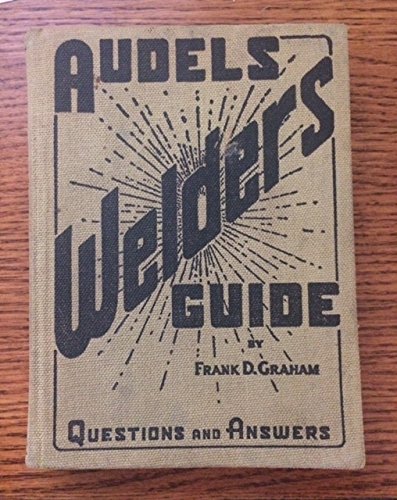 AUDELS
Welders
GUIDE
BY
FRANK D. GRAHAM
QUESTIONS AND ANSWERS